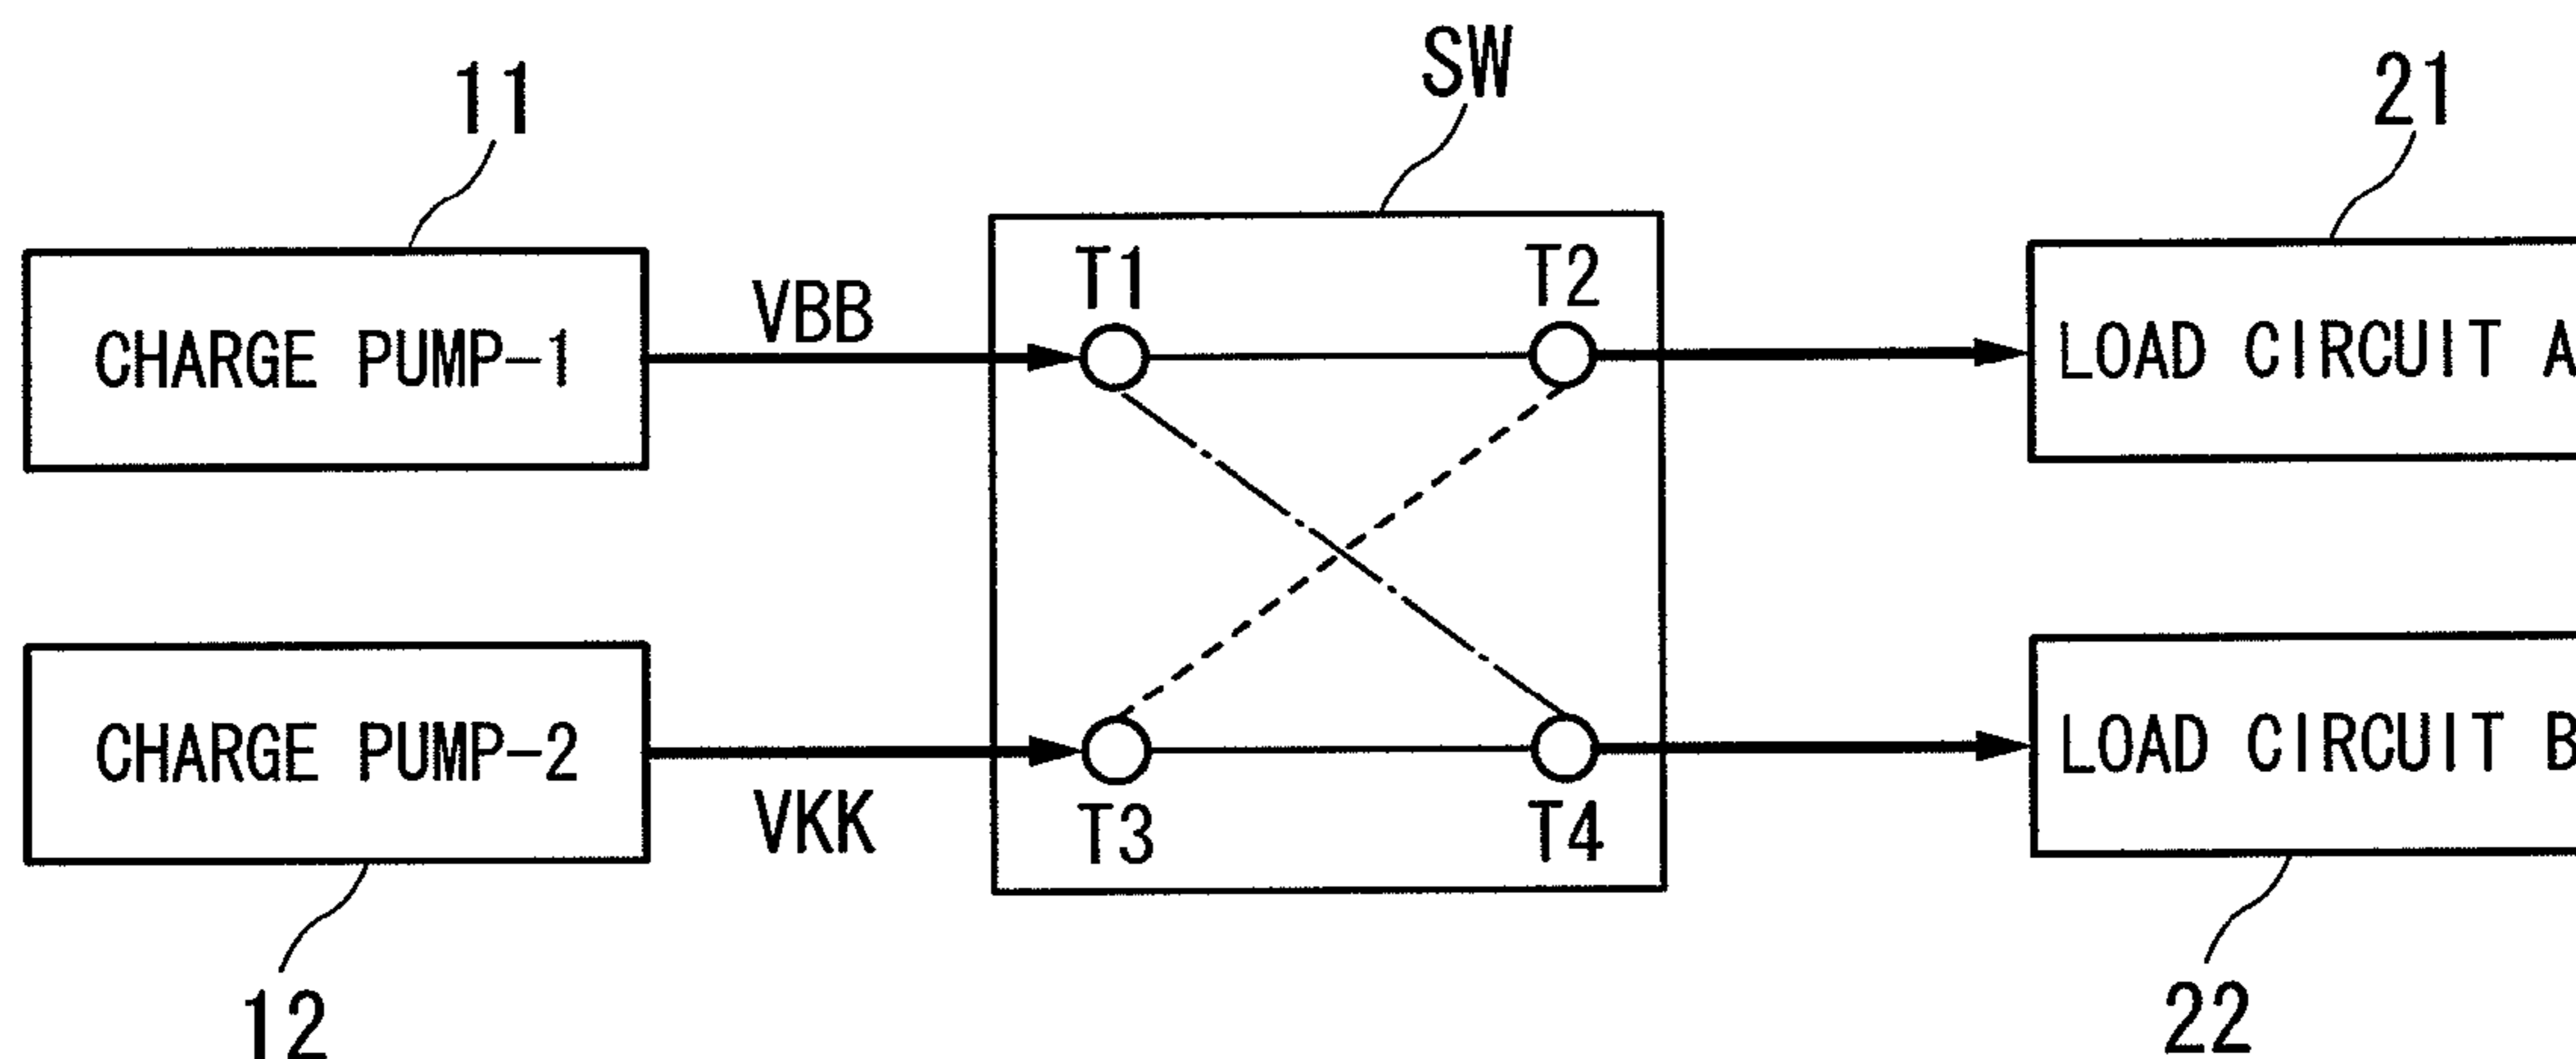 SW
11
21
T1
T2
VBB
CHARGE PUMP-1
LOAD CIRCUIT A
CHARGE PUMP-2
LOAD CIRCUIT B
VKK
T3
T4
12
22